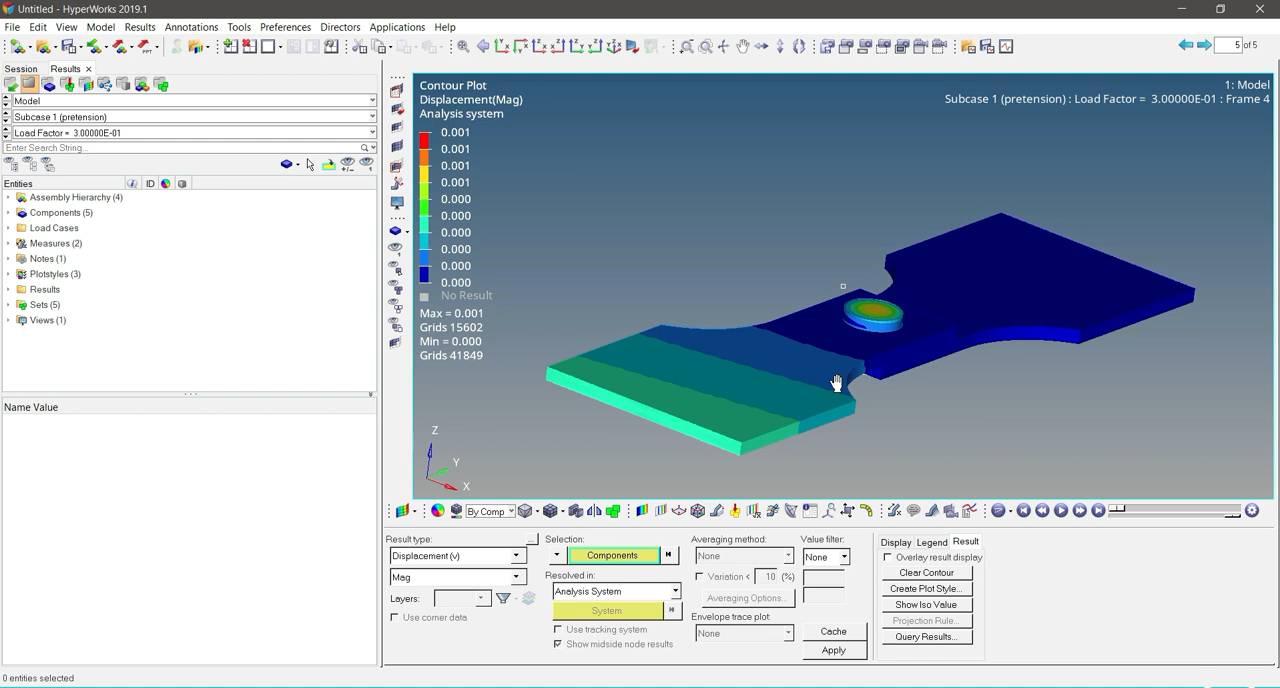 Untitled - HyperWorks 2019.1
File Edit View Model Results Annotations Tools Preferences Directors Applications Help
5 of 5
Session Results
Model
Subcase 1 (pretension)
Load Factor = 3.00000E-01
Enter Search String...
Entities ID
Assembly Hierarchy (4)
Components (5)
Load Cases
Measures (2)
Notes (1)
Plotstyles (3)
Results
Sets (5)
Views (1)
Name Value
0 entities selected
Contour Plot
Displacement(Mag)
Analysis system
0.001
0.001
0.001
0.001
0.000
0.000
0.000
0.000
0.000
0.000
No Result
Max = 0.001
Grids 15602
Min = 0.000
Grids 41849
1: Model
Subcase 1 (pretension) : Load Factor = 3.00000E-01 : Frame 4
Z
Y
X
By Comp
Result type:
Displacement (v)
Mag
Layers:
Use corner data
Selection:
Components
Resolved in:
Analysis System
System
Use tracking system
Show midside node results
Averaging method:
None
Variation < 10 (%)
Averaging Options...
Envelope trace plot:
None
Value filter:
None
Cache
Apply
Display Legend Result
Overlay result display
Clear Contour
Create Plot Style...
Show Iso Value
Projection Rule...
Query Results...